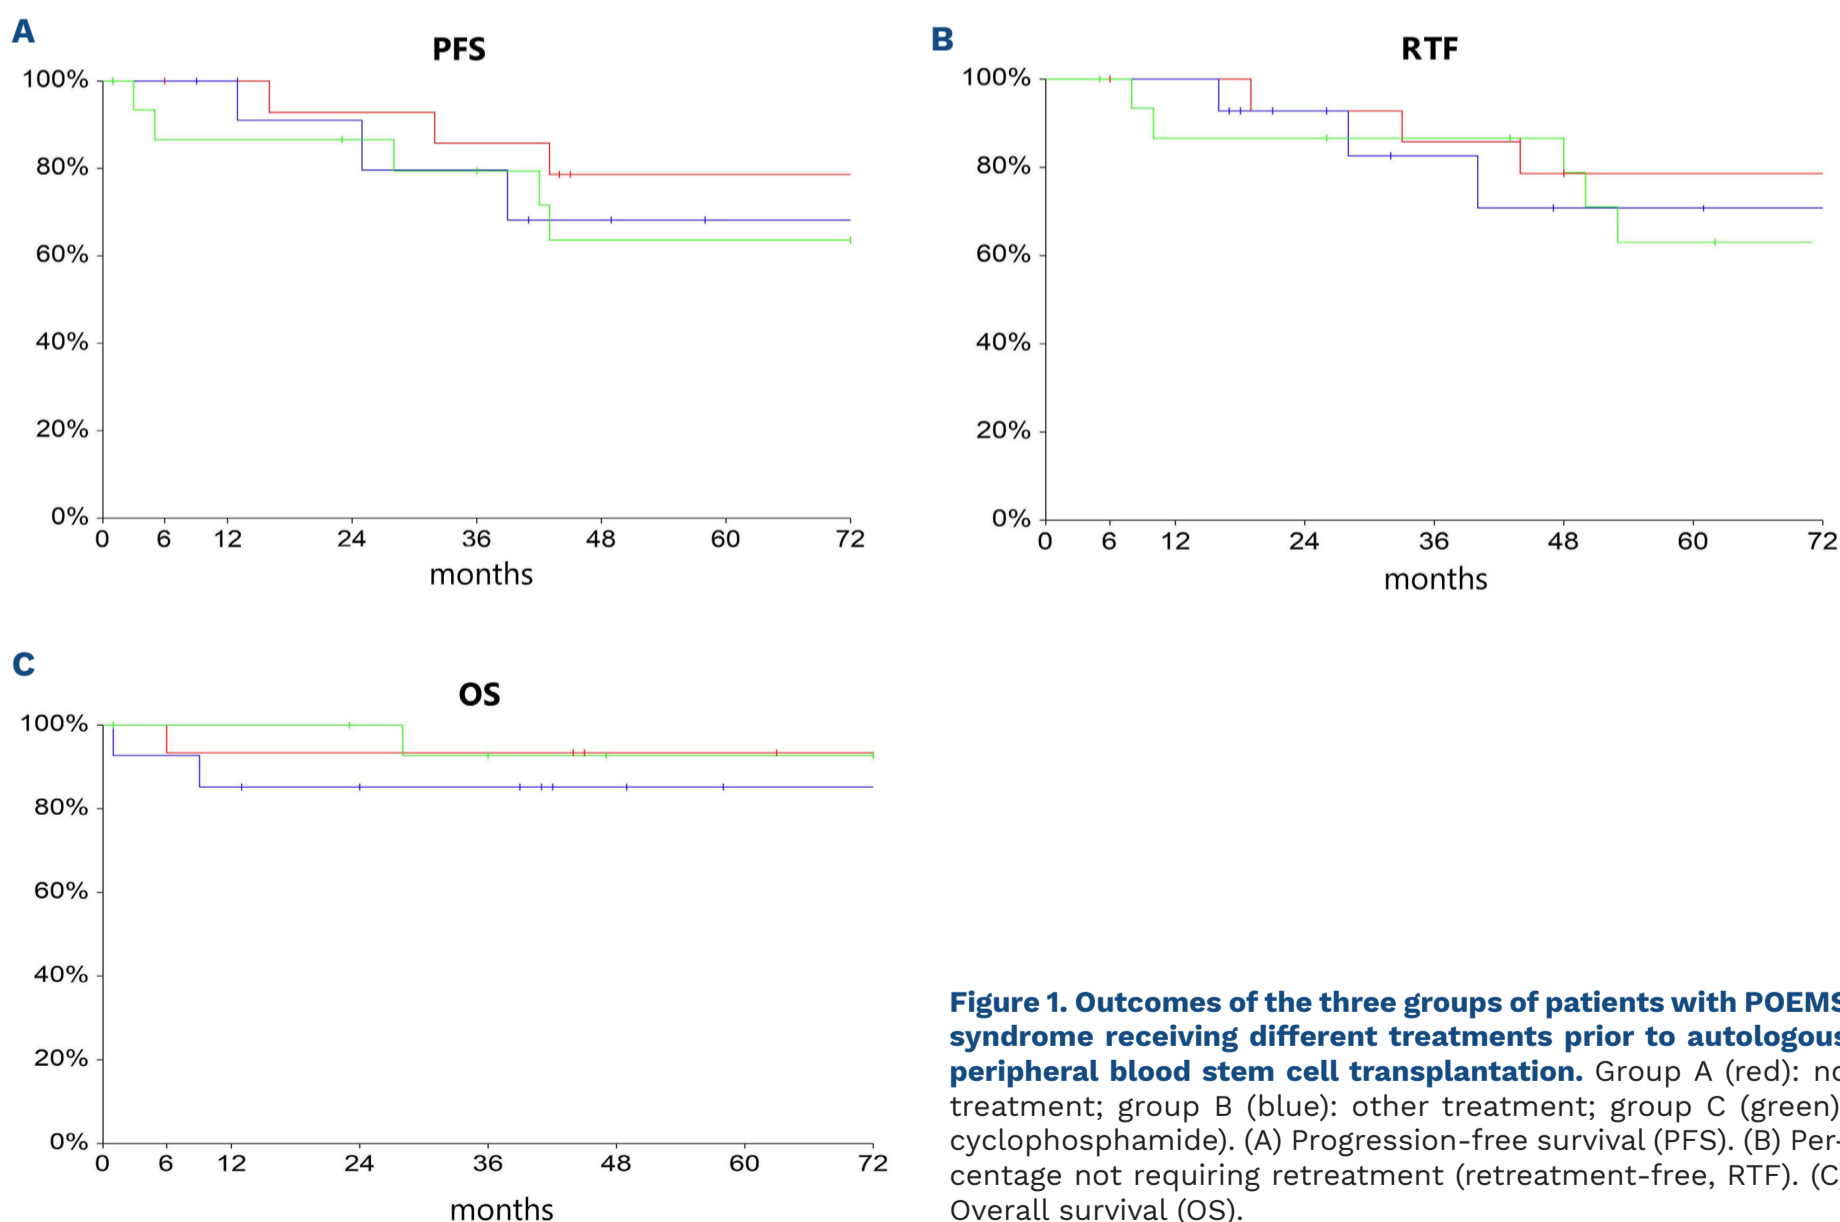 A
PFS
100%
80%
60%
40%
20%
0%
0 6 12 24 36 48 60 72
months
B
RTF
100%
80%
60%
40%
20%
0%
0 6 12 24 36 48 60 72
months
C
OS
100%
80%
60%
40%
20%
0%
0 6 12 24 36 48 60 72
months
Figure 1. Outcomes of the three groups of patients with POEMS
syndrome receiving different treatments prior to autologous
peripheral blood stem cell transplantation. Group A (red): no
treatment; group B (blue): other treatment; group C (green)
cyclophosphamide). (A) Progression-free survival (PFS). (B) Per-
centage not requiring retreatment (retreatment-free, RTF). (C)
Overall survival (OS).